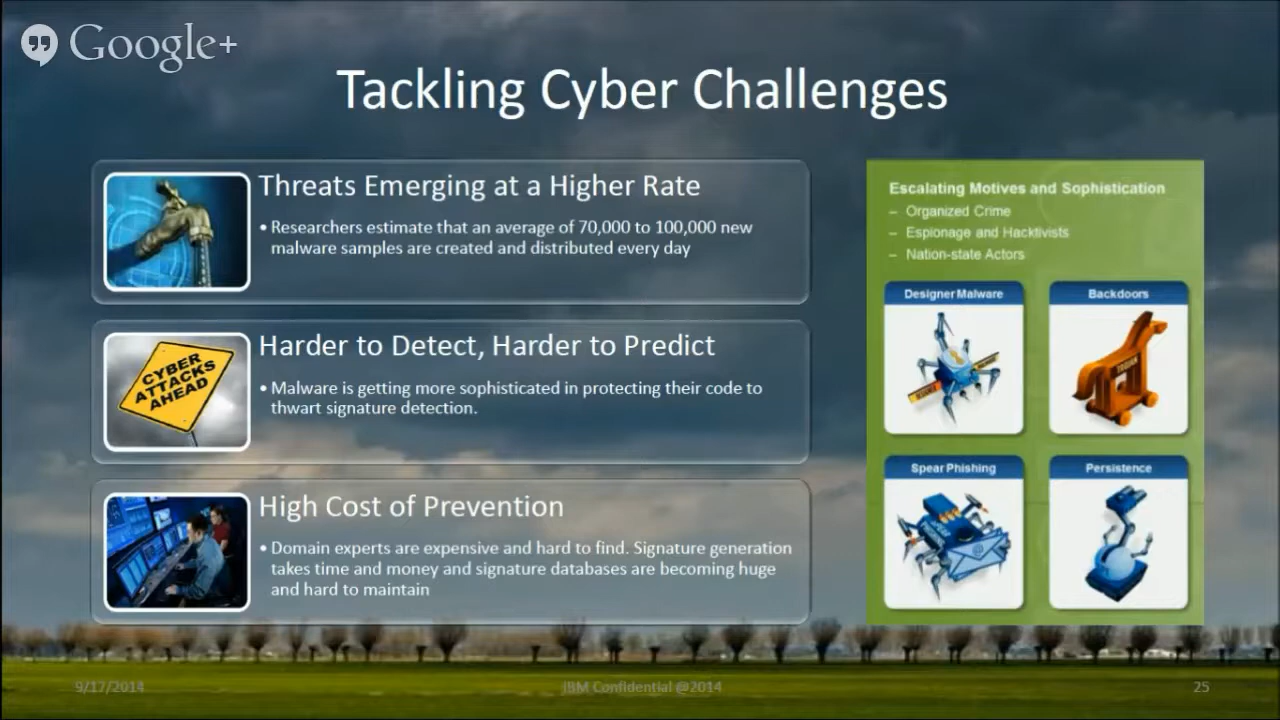 Google+
Tackling Cyber Challenges
Threats Emerging at a Higher Rate
• Researchers estimate that an average of 70,000 to 100,000 new
malware samples are created and distributed every day
CYBER
ATTACKS
AHEAD
Harder to Detect, Harder to Predict
• Malware is getting more sophisticated in protecting their code to
thwart signature detection.
High Cost of Prevention
• Domain experts are expensive and hard to find. Signature generation
takes time and money and signature databases are becoming huge
and hard to maintain
Escalating Motives and Sophistication
– Organized Crime
– Espionage and Hacktivists
– Nation-state Actors
Designer Malware
Backdoors
TROJAN
Spear Phishing
Persistence
9/17/2014
IBM Confidential @2014
25